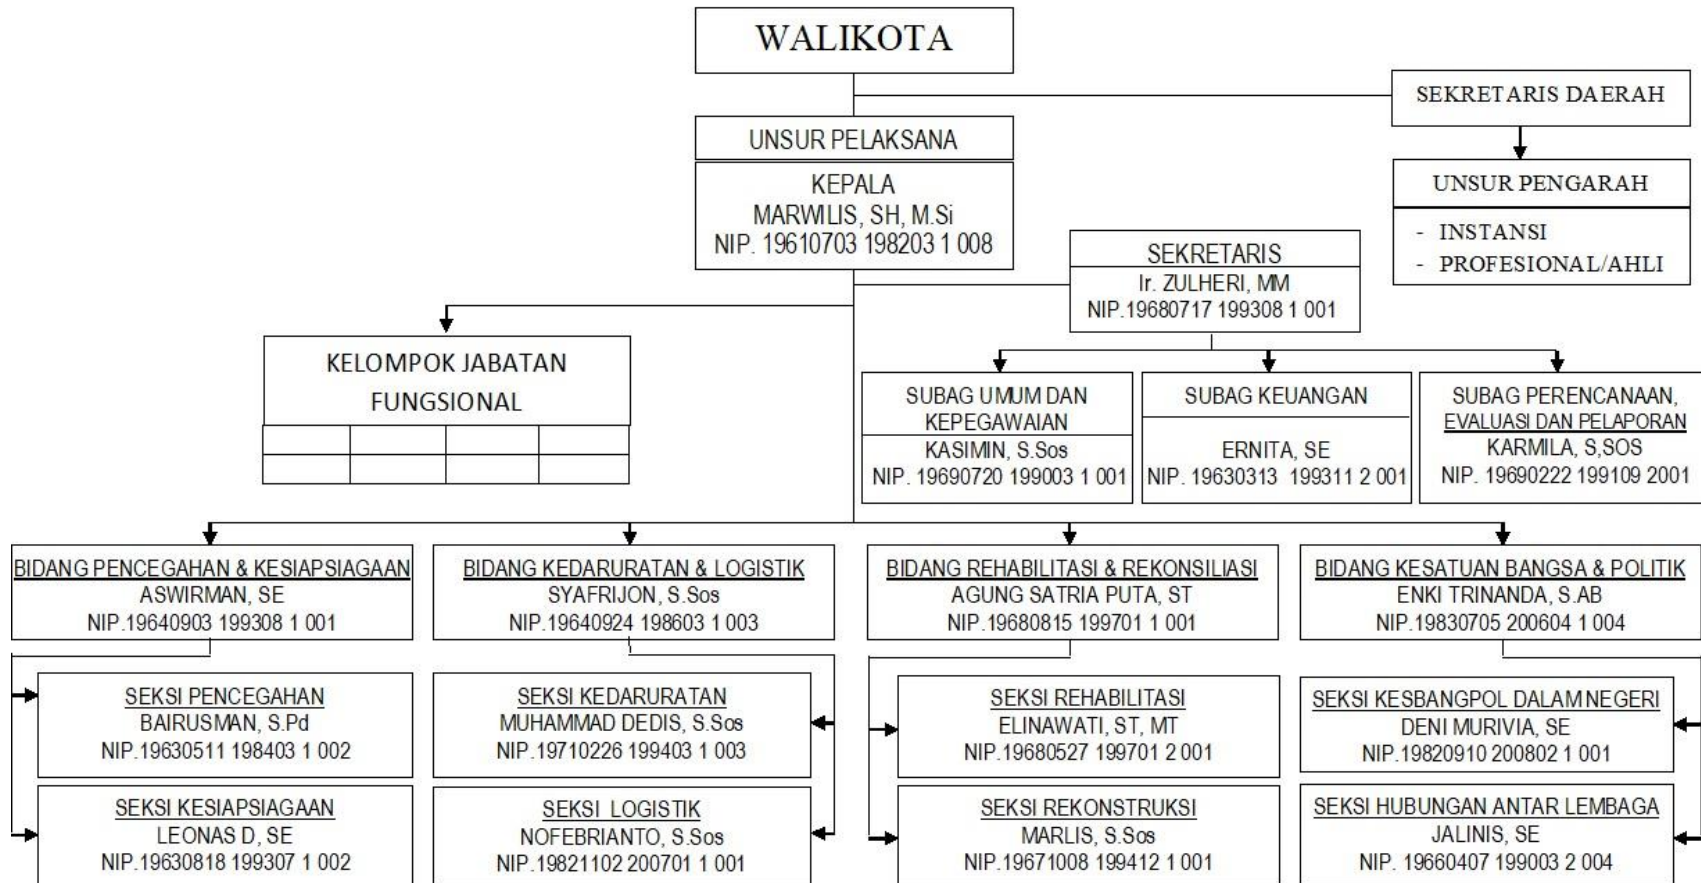 WALIKOTA
SEKRETARIS DAERAH
UNSUR PELAKSANA
KEPALA
MARWILIS, SH, M.Si
NIP. 19610703 198203 1 008
UNSUR PENGARAH
- INSTANSI
- PROFESIONAL/AHLI
SEKRETARIS
Ir. ZULHERI, MM
NIP.19680717 199308 1 001
KELOMPOK JABATAN
FUNGSIONAL
SUBAG UMUM DAN
KEPEGAWAIAN
KASIMIN, S.Sos
NIP. 19690720 199003 1 001
SUBAG KEUANGAN
ERNITA, SE
NIP. 19630313 199311 2 001
SUBAG PERENCANAAN,
EVALUASI DAN PELAPORAN
KARMILA, S,SOS
NIP. 19690222 199109 2001
BIDANG PENCEGAHAN & KESIAPSIAGAAN
ASWIRMAN, SE
NIP.19640903 199308 1 001
BIDANG KEDARURATAN & LOGISTIK
SYAFRIJON, S.Sos
NIP.19640924 198603 1 003
BIDANG REHABILITASI & REKONSILIASI
AGUNG SATRIA PUTA, ST
NIP.19680815 199701 1 001
BIDANG KESATUAN BANGSA & POLITIK
ENKI TRINANDA, S.AB
NIP.19830705 200604 1 004
SEKSI PENCEGAHAN
BAIRUSMAN, S.Pd
NIP.19630511 198403 1 002
SEKSI KEDARURATAN
MUHAMMAD DEDIS, S.Sos
NIP.19710226 199403 1 003
SEKSI REHABILITASI
ELINAWATI, ST, MT
NIP.19680527 199701 2 001
SEKSI KESBANGPOL DALAM NEGERI
DENI MURIVIA, SE
NIP.19820910 200802 1 001
SEKSI KESIAPSIAGAAN
LEONAS D, SE
NIP.19630818 199307 1 002
SEKSI LOGISTIK
NOFEBRIANTO, S.Sos
NIP.19821102 200701 1 001
SEKSI REKONSTRUKSI
MARLIS, S.Sos
NIP.19671008 199412 1 001
SEKSI HUBUNGAN ANTAR LEMBAGA
JALINIS, SE
NIP. 19660407 199003 2 004